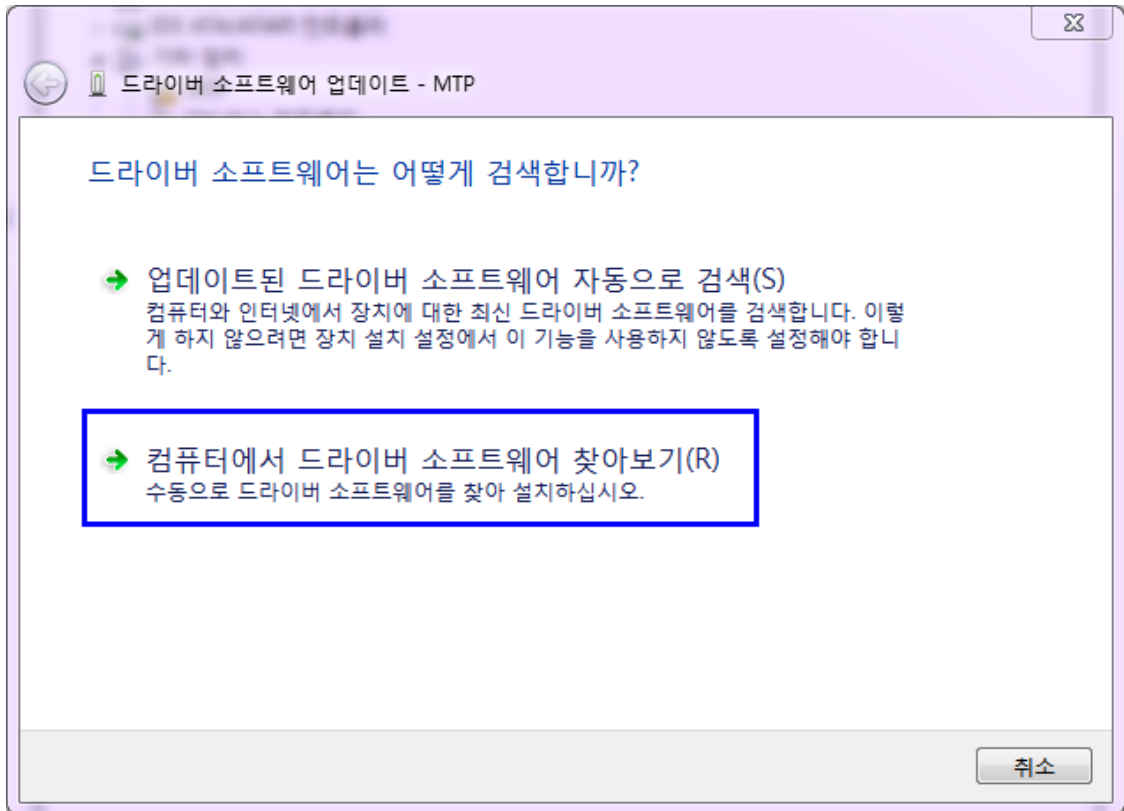 드라이버 소프트웨어 업데이트 - MTP
드라이버 소프트웨어는 어떻게 검색합니까?
업데이트된 드라이버 소프트웨어 자동으로 검색(S)
컴퓨터와 인터넷에서 장치에 대한 최신 드라이버 소프트웨어를 검색합니다. 이렇
게 하지 않으려면 장치 설치 설정에서 이 기능을 사용하지 않도록 설정해야 합니
다.
컴퓨터에서 드라이버 소프트웨어 찾아보기(R)
수동으로 드라이버 소프트웨어를 찾아 설치하십시오.
취소